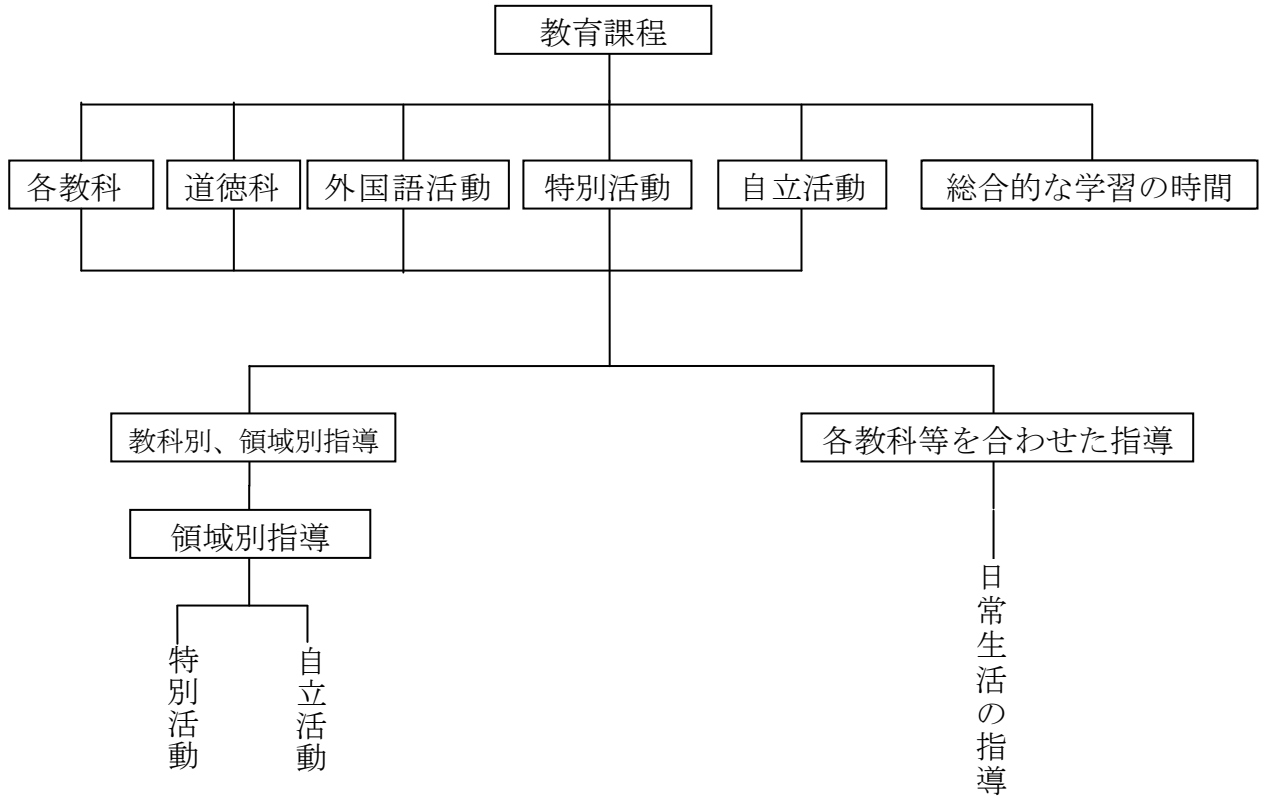 教育課程
各教科
道徳科
外国語活動
特別活動
自立活動
総合的な学習の時間
教科別、領域別指導
各教科等を合わせた指導
領域別指導
特別活動
自立活動
日常生活の指導